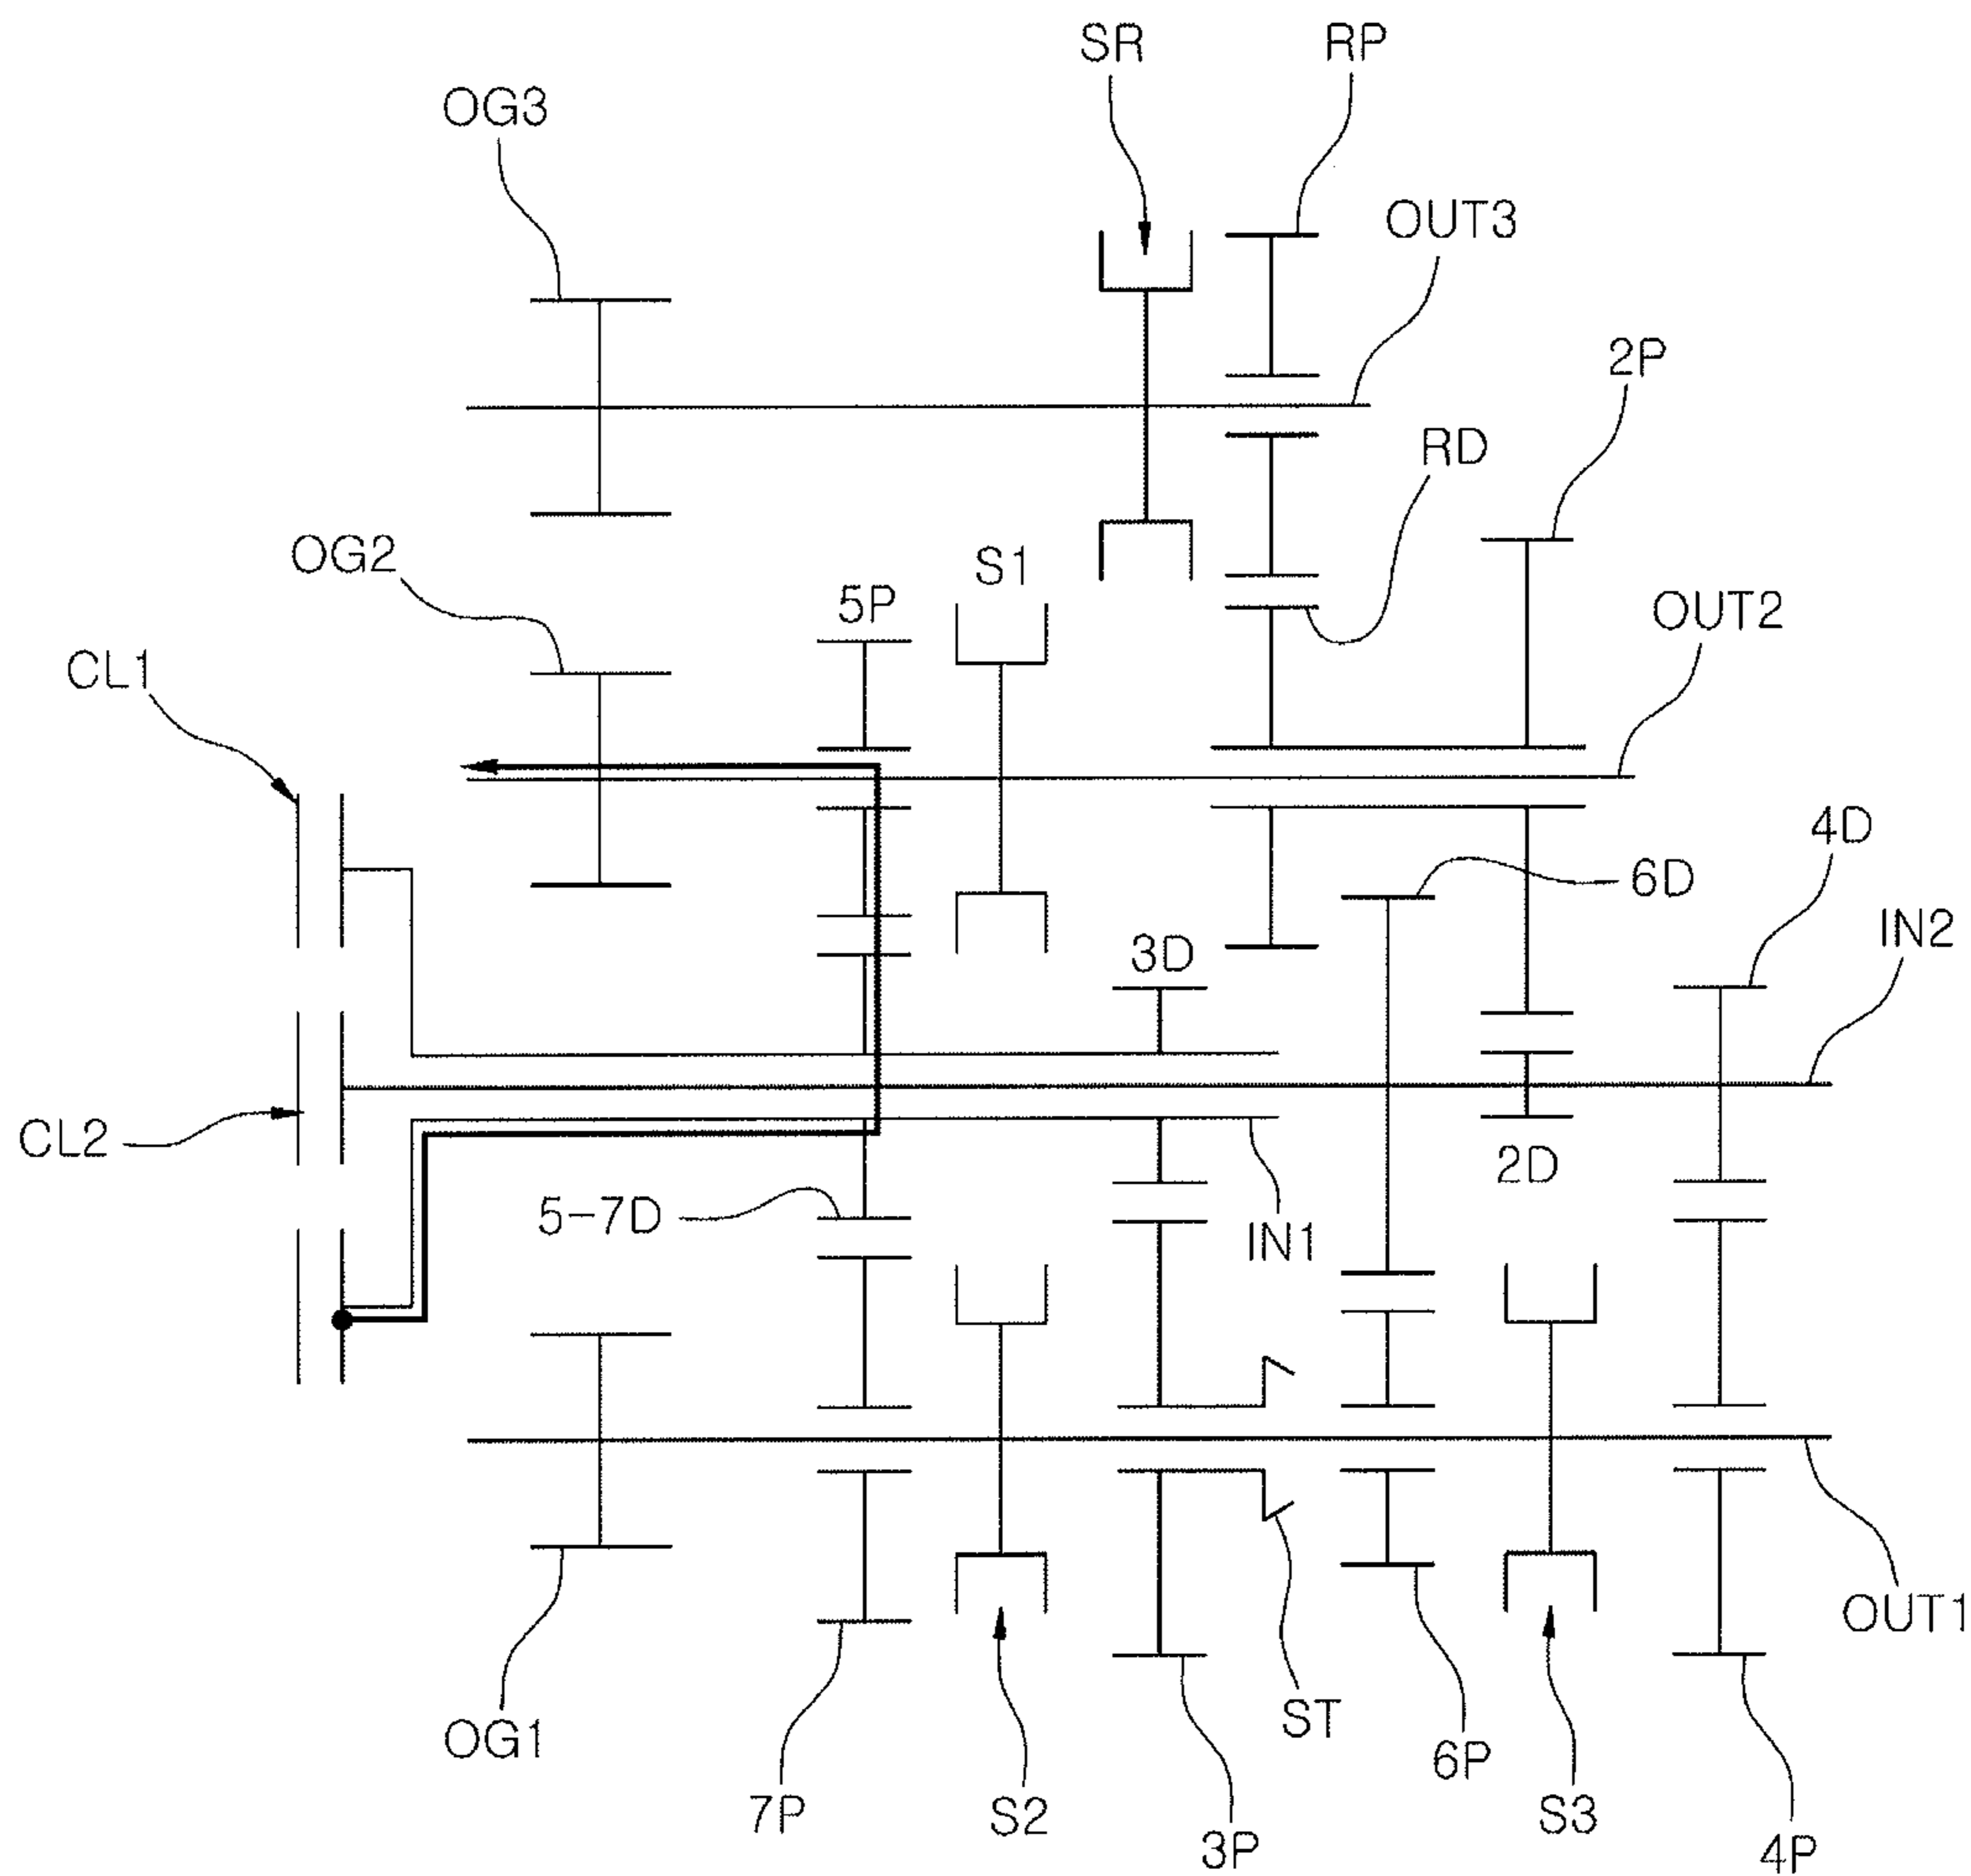 SR
RP
OG3
OUT3
2P
RD
OG2
S1
5P
OUT2
CL1
4D
6D
IN2
3D
CL2
2D
5-7D
IN1
OUT1
OG1
ST
6P
7P
S2
3P
S3
4P